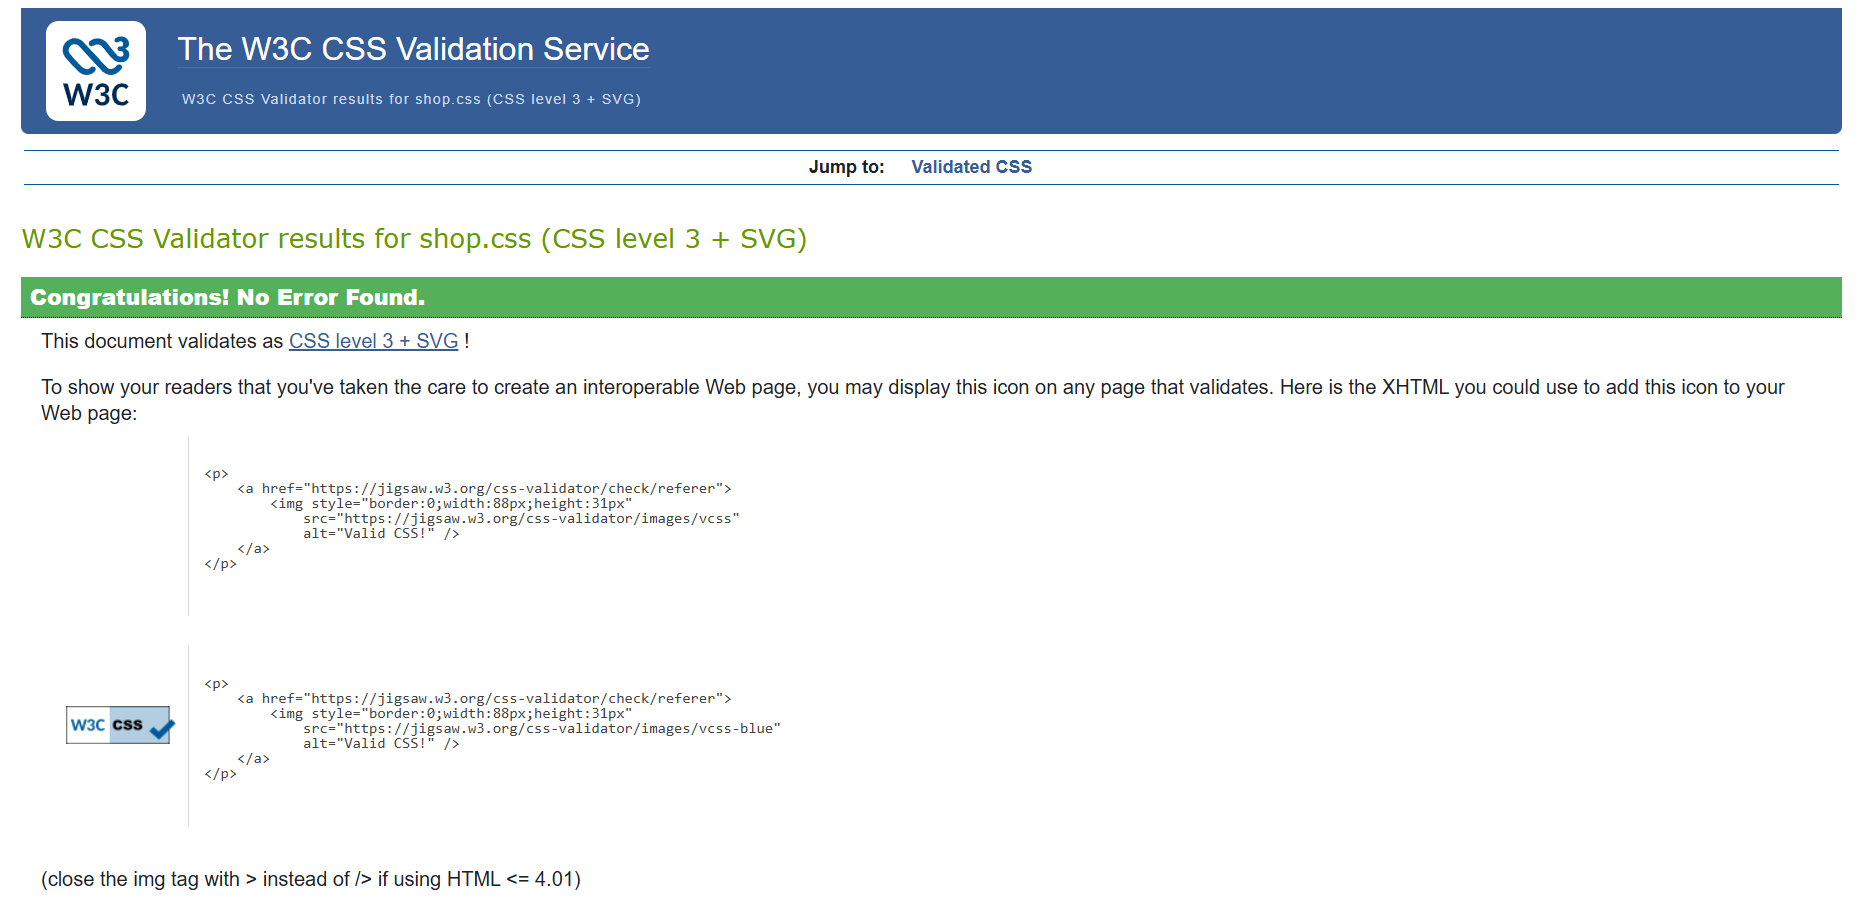 W3C
The W3C CSS Validation Service
W3C CSS Validator results for shop.css (CSS level 3 + SVG)
Jump to: Validated CSS
W3C CSS Validator results for shop.css (CSS level 3 + SVG)
Congratulations! No Error Found.
This document validates as CSS level 3 + SVG !
To show your readers that you've taken the care to create an interoperable Web page, you may display this icon on any page that validates. Here is the XHTML you could use to add this icon to your
Web page:
<p>
    <a href="https://jigsaw.w3.org/css-validator/check/referer">
        <img style="border:0;width:88px;height:31px"
            src="https://jigsaw.w3.org/css-validator/images/vcss"
            alt="Valid CSS!" />
    </a>
</p>
W3C css
<p>
    <a href="https://jigsaw.w3.org/css-validator/check/referer">
        <img style="border:0;width:88px;height:31px"
            src="https://jigsaw.w3.org/css-validator/images/vcss-blue"
            alt="Valid CSS!" />
    </a>
</p>
(close the img tag with > instead of /> if using HTML <= 4.01)